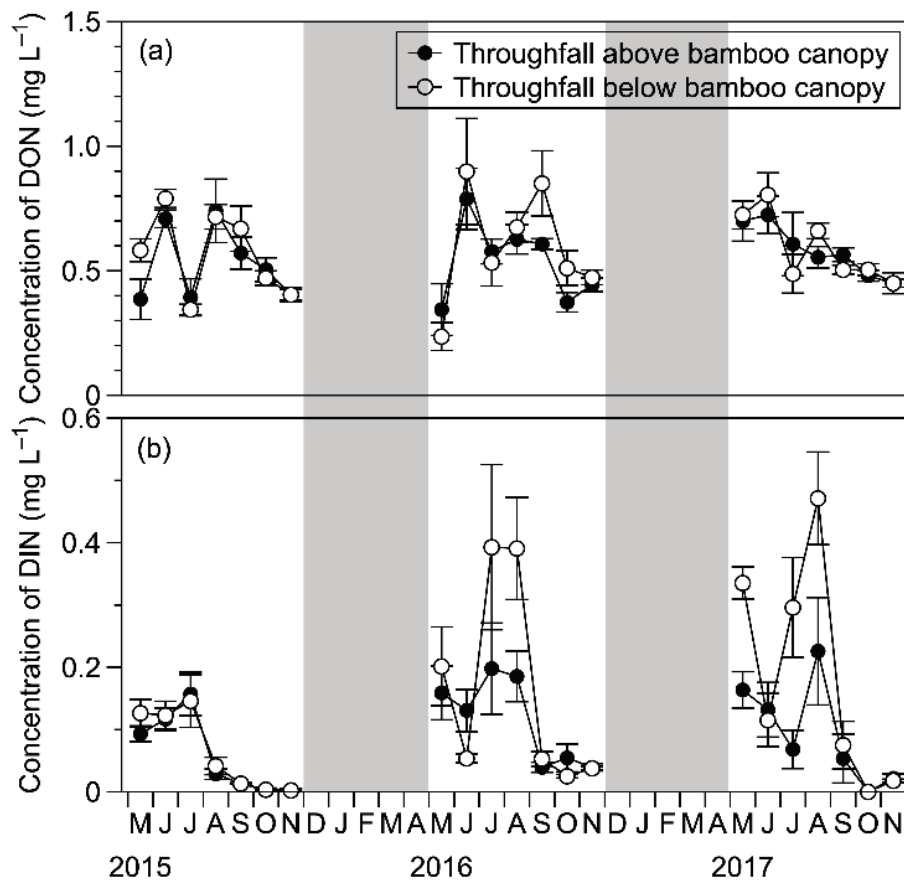 (a)
Throughfall above bamboo canopy
Throughfall below bamboo canopy
Concentration of DON (mg L⁻¹)
1.5
1.0
0.5
0
(b)
Concentration of DIN (mg L⁻¹)
0.6
0.4
0.2
0
M J J A S O N D J F M A M J J A S O N D J F M A M J J A S O N
2015 2016 2017